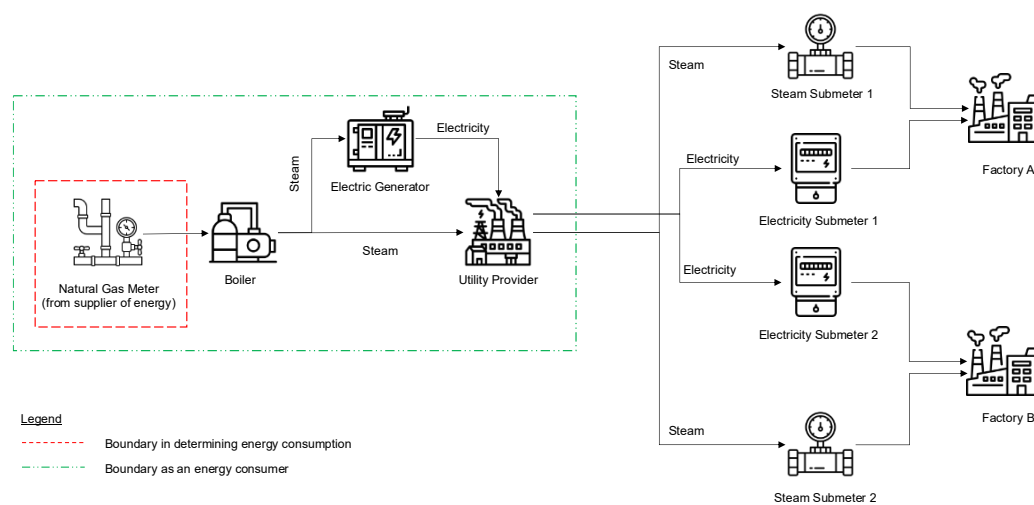 Steam
Steam Submeter 1
Factory A
Electricity
Electricity Submeter 1
Electricity
Steam
Electric Generator
Steam
Natural Gas Meter
(from supplier of energy)
Boiler
Utility Provider
Electricity
Electricity Submeter 2
Factory B
Steam
Steam Submeter 2
Legend
Boundary in determining energy consumption
Boundary as an energy consumer